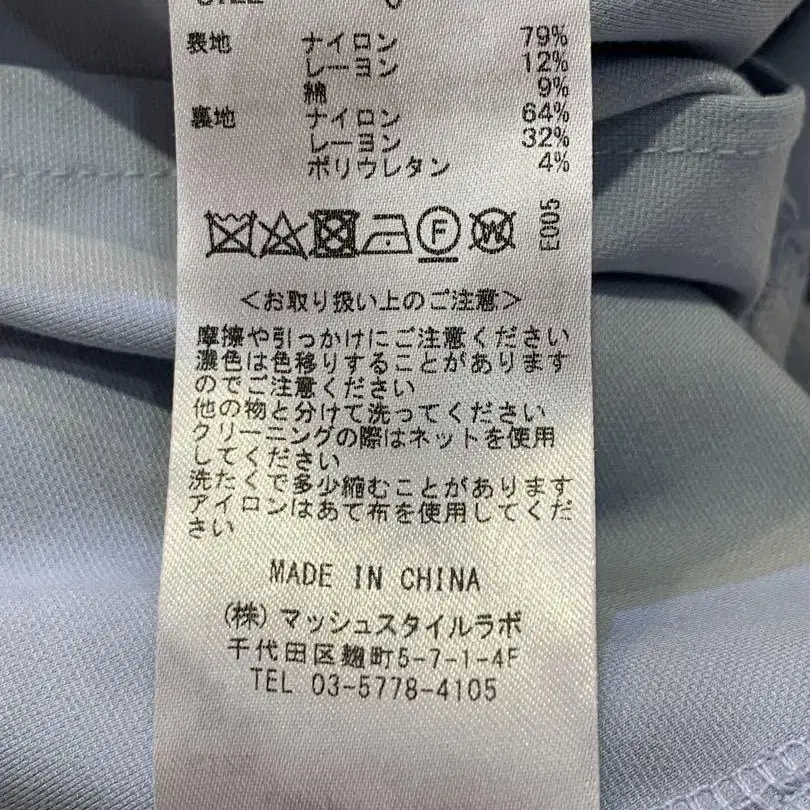 表地 ナイロン 79%
レーヨン 12%
綿 9%
裏地 ナイロン 64%
レーヨン 32%
ポリウレタン 4%
F
W
E005
<お取り扱い上のご注意>
摩擦や引っかけにご注意ください
濃色は色移りすることがあります
のでご注意ください
他の物と分けて洗ってください
クリーニングの際はネットを使用
してください
洗たくで多少縮むことがあります
アイロンはあて布を使用してくだ
さい
MADE IN CHINA
(株)マッシュスタイルラボ
千代田区麹町5-7-1-4F
TEL 03-5778-4105